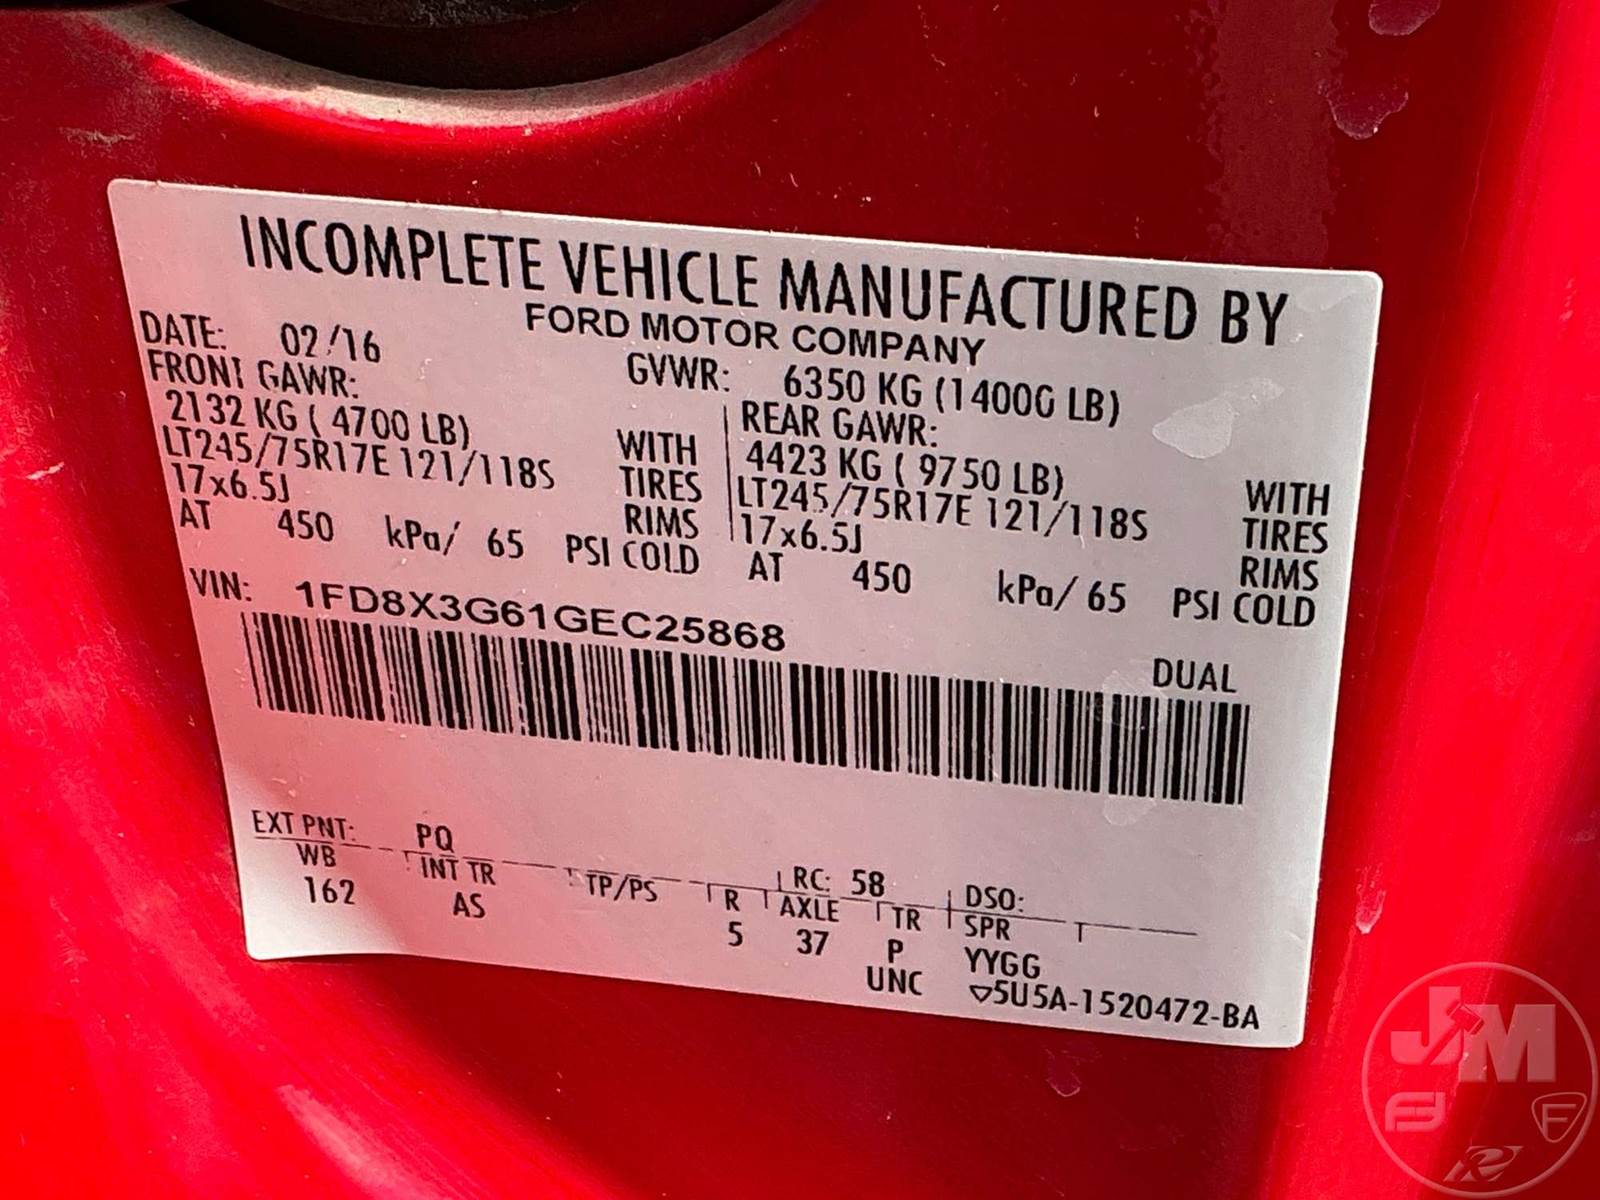 INCOMPLETE VEHICLE MANUFACTURED BY
FORD MOTOR COMPANY
DATE: 02/16
GVWR: 6350 KG (14000 LB)
FRONT GAWR:
2132 KG ( 4700 LB)
WITH
LT245/75R17E 121/118S
TIRES
17x6.5J
RIMS
AT 450 kPa/ 65 PSI COLD
REAR GAWR:
4423 KG ( 9750 LB)
WITH
LT245/75R17E 121/118S
TIRES
17x6.5J
RIMS
AT 450 kPa/ 65 PSI COLD
VIN: 1FD8X3G61GEC25868
DUAL
EXT PNT: PQ RC: 58 DSO:
WB INT TR TP/PS R AXLE TR SPR
162 AS 5 37 P YYGG
UNC ▽5U5A-1520472-BA
JM
F